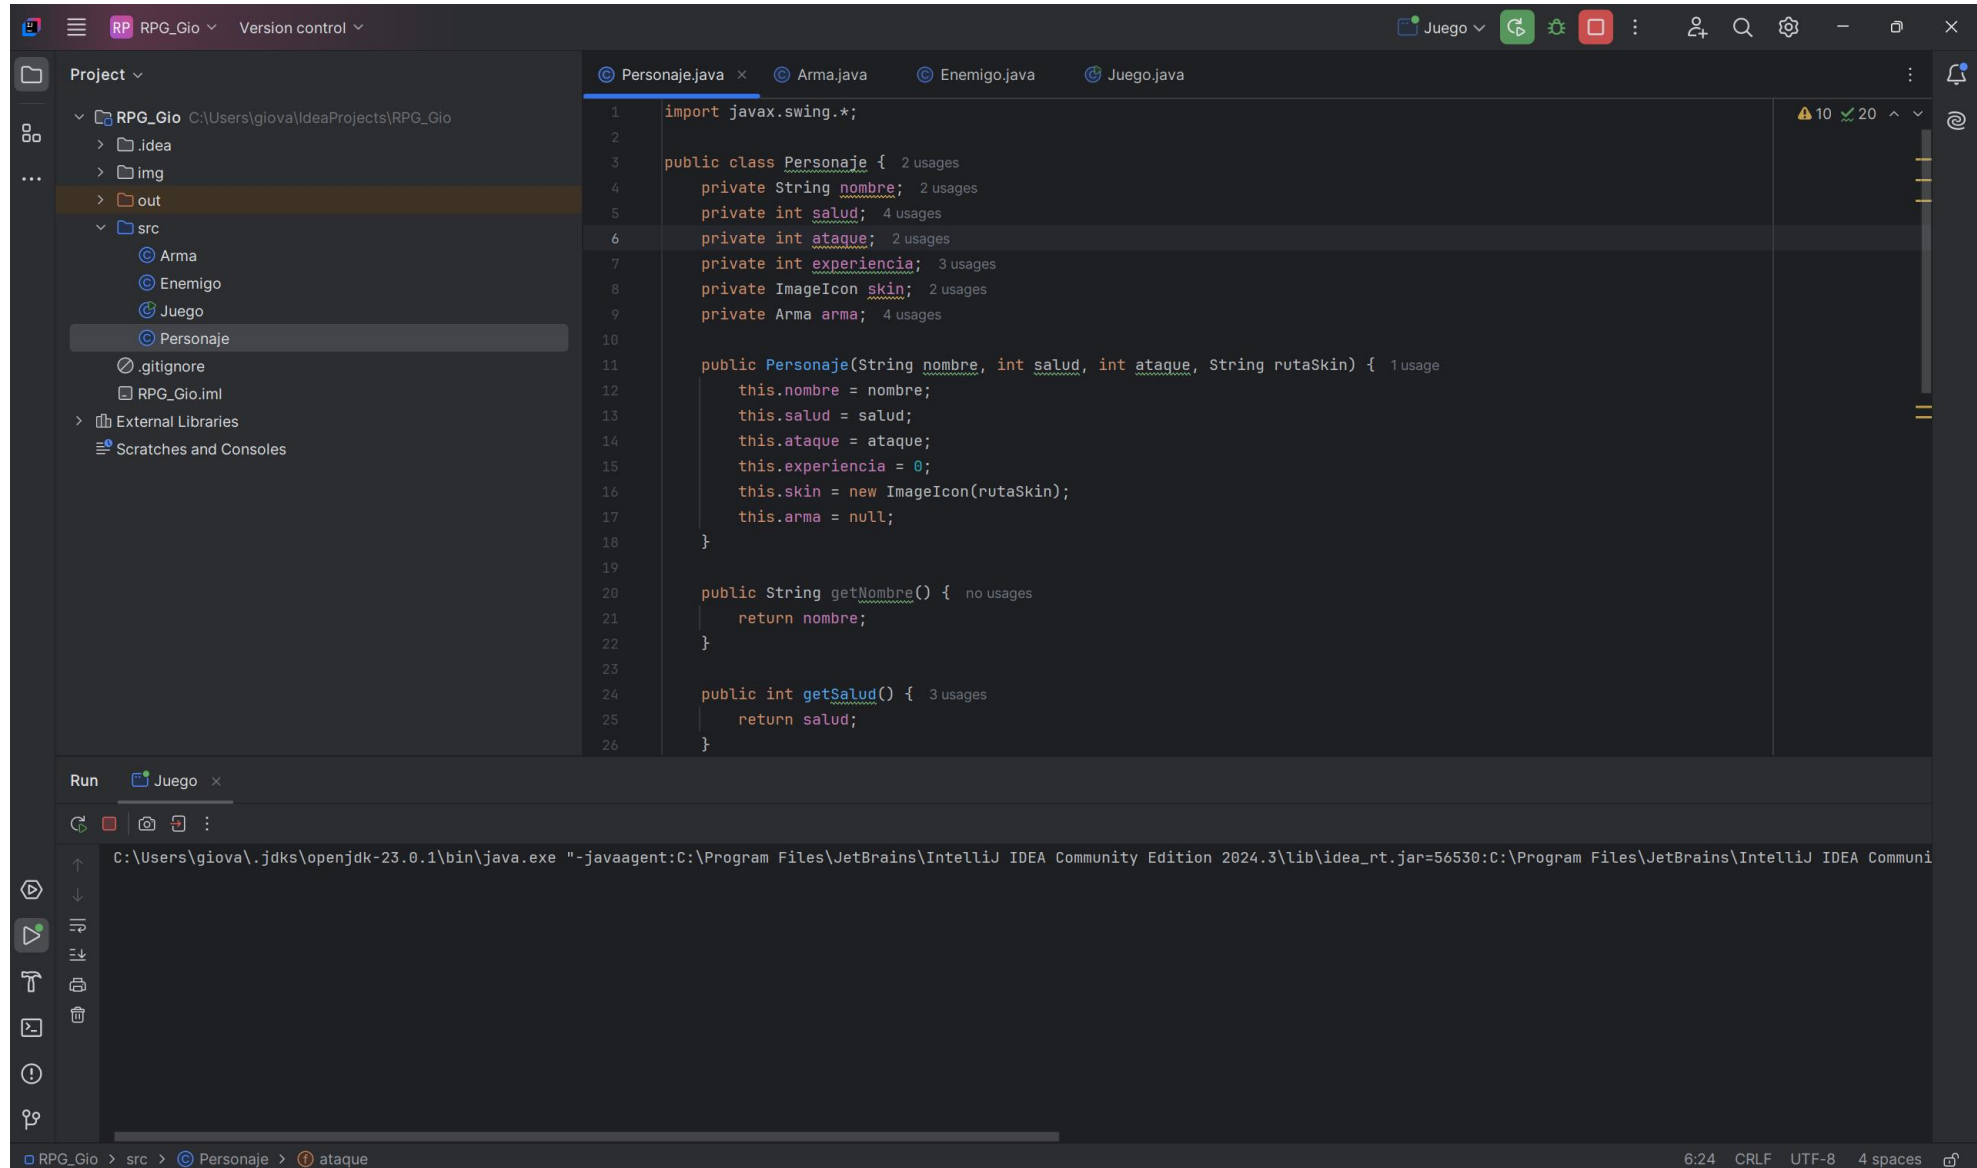 RP RPG_Gio Version control Juego
Project
Personaje.java Arma.java Enemigo.java Juego.java
RPG_Gio C:\Users\giova\IdeaProjects\RPG_Gio
.idea
img
out
src
Arma
Enemigo
Juego
Personaje
.gitignore
RPG_Gio.iml
External Libraries
Scratches and Consoles
10 20
1 import javax.swing.*;
2
3 public class Personaje { 2 usages
4 private String nombre; 2 usages
5 private int salud; 4 usages
6 private int ataque; 2 usages
7 private int experiencia; 3 usages
8 private ImageIcon skin; 2 usages
9 private Arma arma; 4 usages
10
11 public Personaje(String nombre, int salud, int ataque, String rutaSkin) { 1 usage
12 this.nombre = nombre;
13 this.salud = salud;
14 this.ataque = ataque;
15 this.experiencia = 0;
16 this.skin = new ImageIcon(rutaSkin);
17 this.arma = null;
18 }
19
20 public String getNombre() { no usages
21 return nombre;
22 }
23
24 public int getSalud() { 3 usages
25 return salud;
26 }
Run Juego
C:\Users\giova\.jdks\openjdk-23.0.1\bin\java.exe "-javaagent:C:\Program Files\JetBrains\IntelliJ IDEA Community Edition 2024.3\lib\idea_rt.jar=56530:C:\Program Files\JetBrains\IntelliJ IDEA Communi
RPG_Gio > src > Personaje > ataque 6:24 CRLF UTF-8 4 spaces